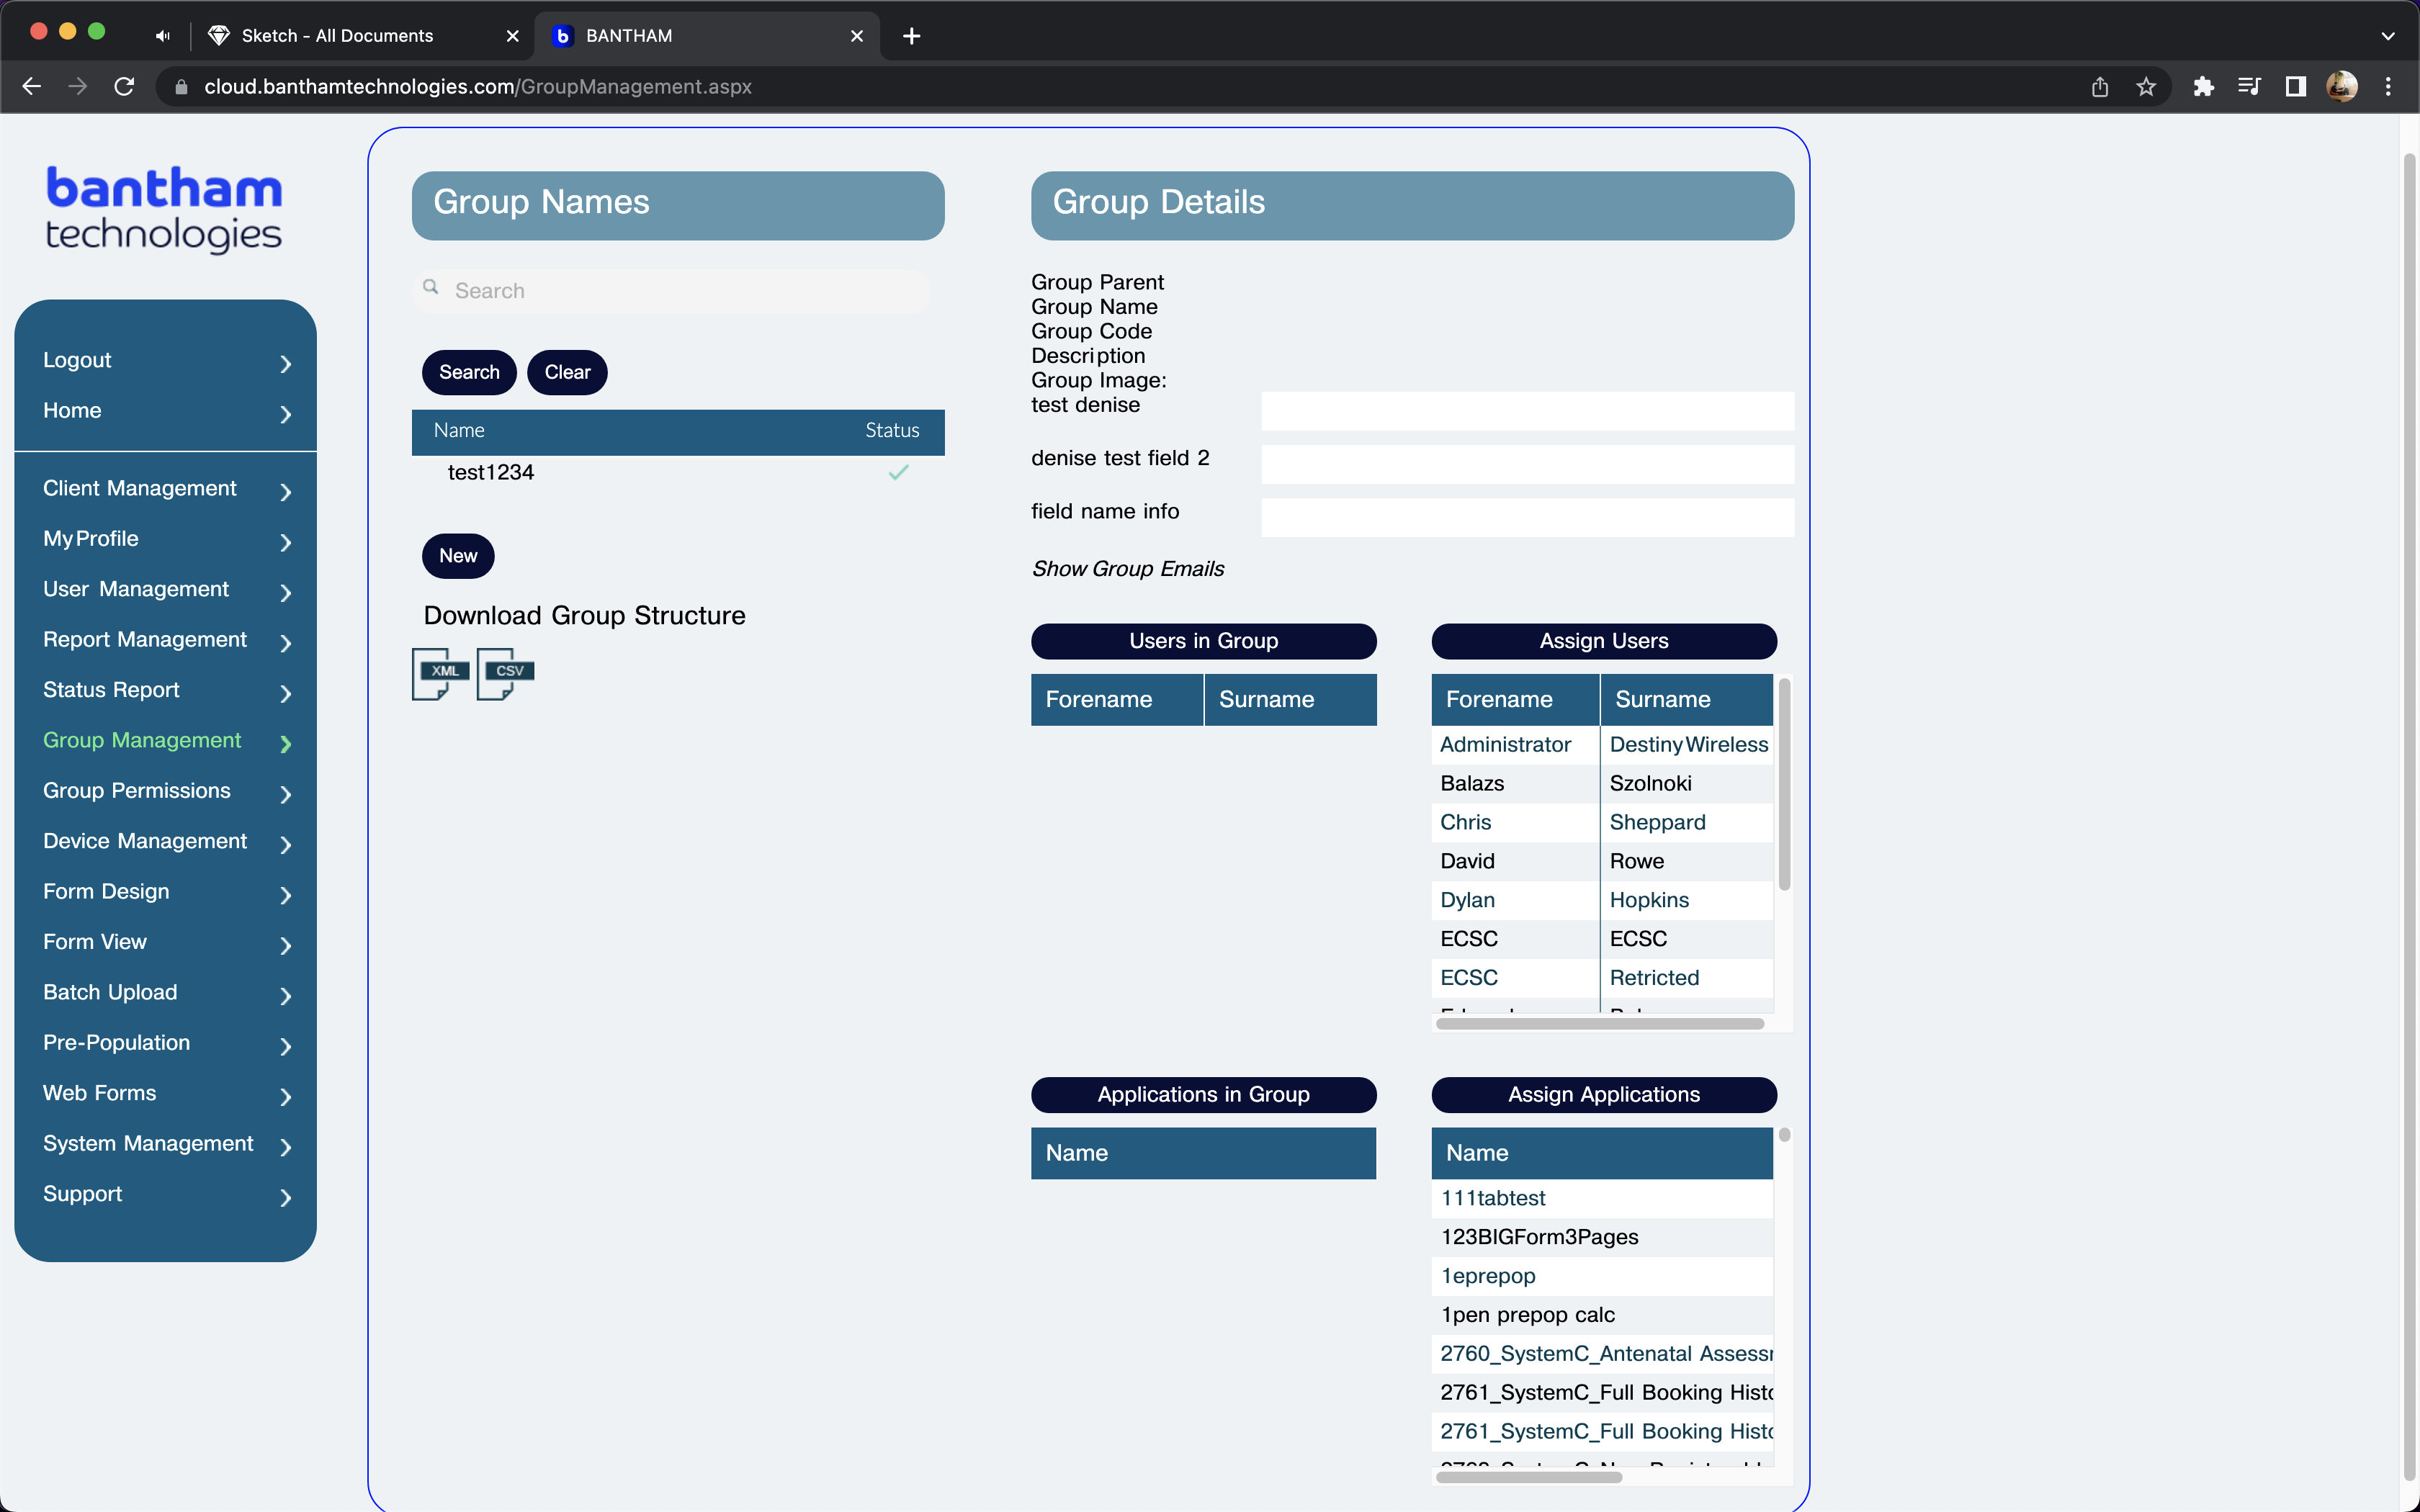 Sketch - All Documents
BANTHAM
cloud.banthamtechnologies.com/GroupManagement.aspx
bantham
technologies
Logout
Home
Client Management
My Profile
User Management
Report Management
Status Report
Group Management
Group Permissions
Device Management
Form Design
Form View
Batch Upload
Pre-Population
Web Forms
System Management
Support
Group Names
Search
Search Clear
Name Status
test1234
New
Download Group Structure
XML CSV
Group Details
Group Parent
Group Name
Group Code
Description
Group Image:
test denise
denise test field 2
field name info
Show Group Emails
Users in Group
Forename Surname
Assign Users
Forename Surname
Administrator DestinyWireless
Balazs Szolnoki
Chris Sheppard
David Rowe
Dylan Hopkins
ECSC ECSC
ECSC Retricted
Applications in Group
Name
Assign Applications
Name
111tabtest
123BIGForm3Pages
1eprepop
1pen prepop calc
2760_SystemC_Antenatal
2761_SystemC_Full Booking
2761_SystemC_Full Booking